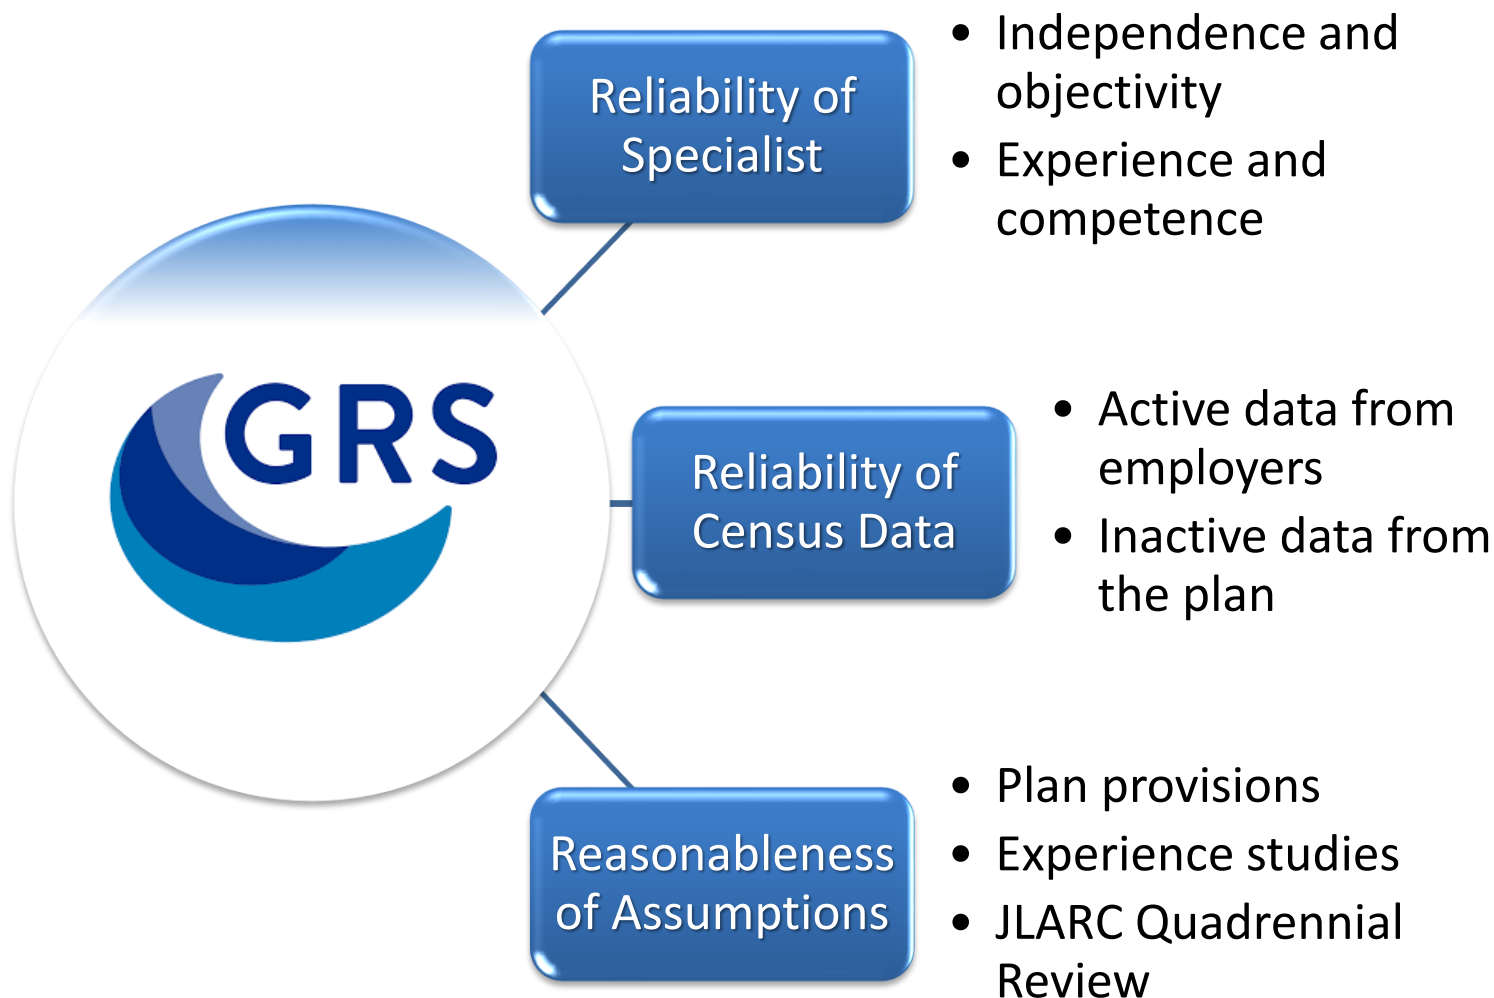 Reliability of
Specialist
• Independence and
objectivity
• Experience and
competence
GRS
Reliability of
Census Data
• Active data from
employers
• Inactive data from
the plan
Reasonableness
of Assumptions
• Plan provisions
• Experience studies
• JLARC Quadrennial
Review